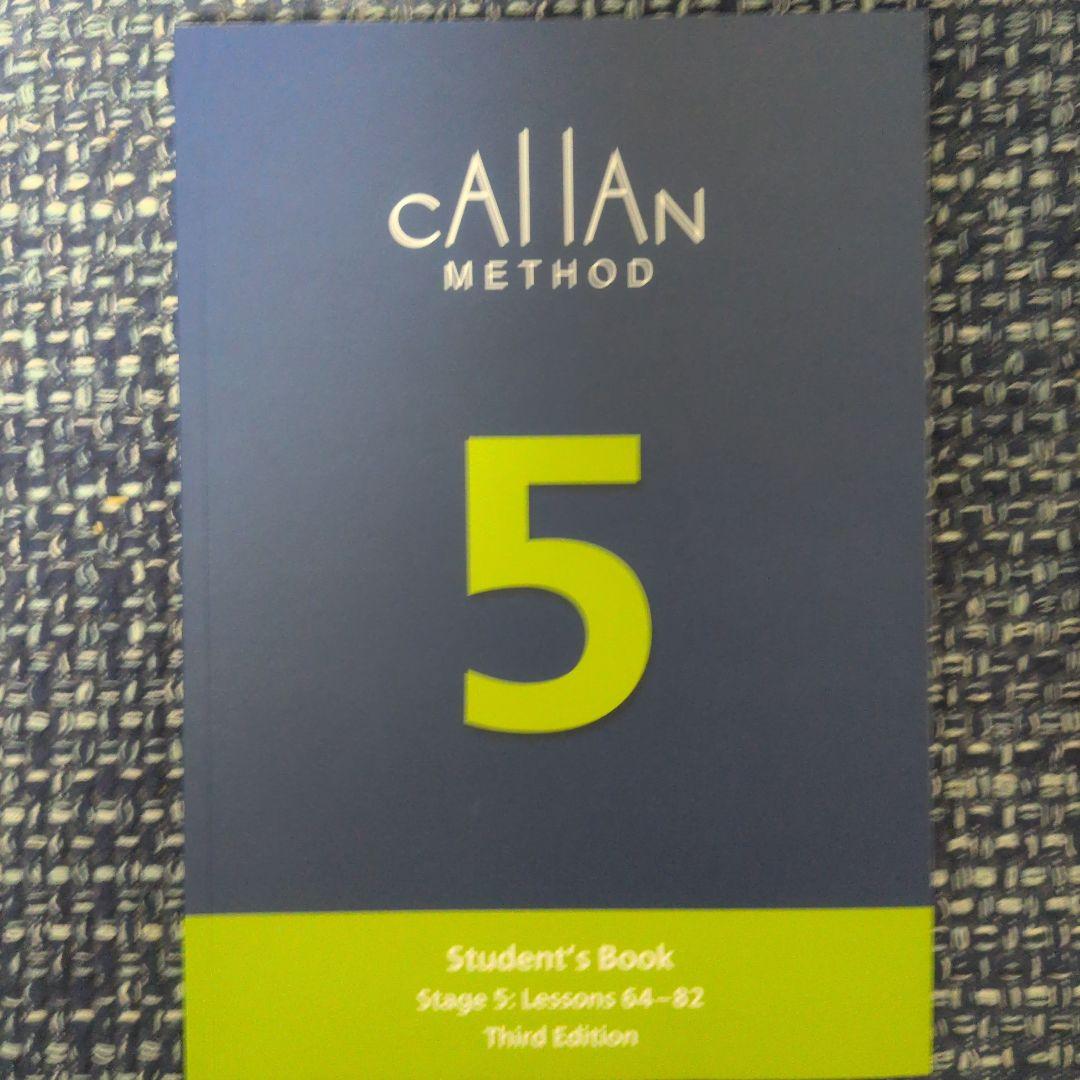 CALLAN
METHOD
5
Student's Book
Stage 5: Lessons 64–82
Third Edition